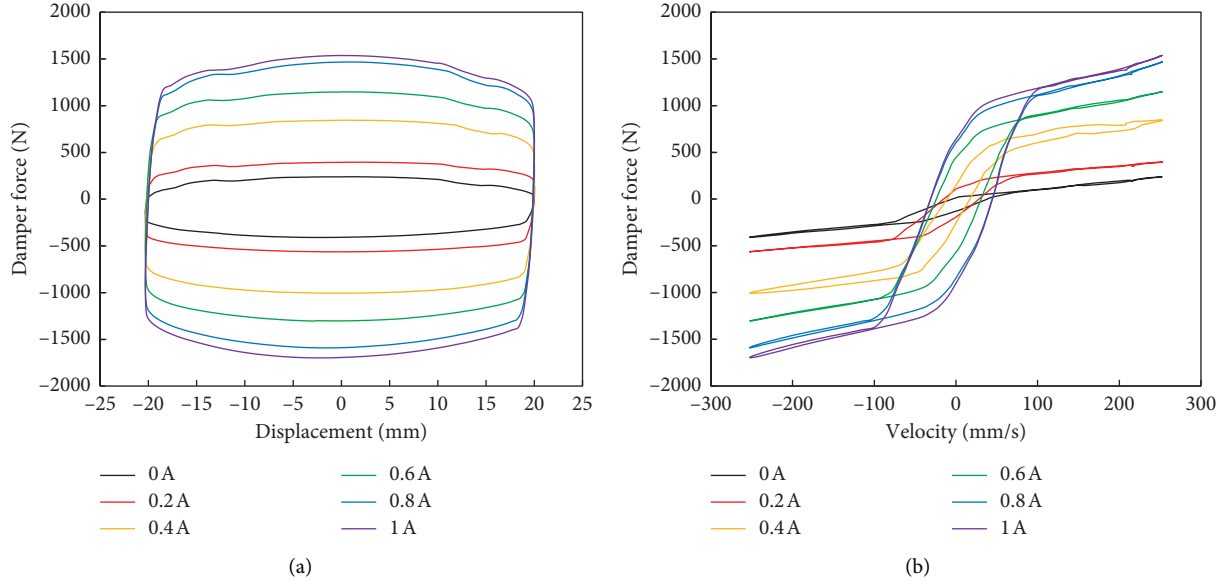 2000
1500
1000
500
0
–500
–1000
–1500
–2000
Damper force (N)
–25 –20 –15 –10 –5 0 5 10 15 20 25
Displacement (mm)
0 A
0.2 A
0.4 A
0.6 A
0.8 A
1 A
(a)
2000
1500
1000
500
0
–500
–1000
–1500
–2000
Damper force (N)
–300 –200 –100 0 100 200 300
Velocity (mm/s)
0 A
0.2 A
0.4 A
0.6 A
0.8 A
1 A
(b)